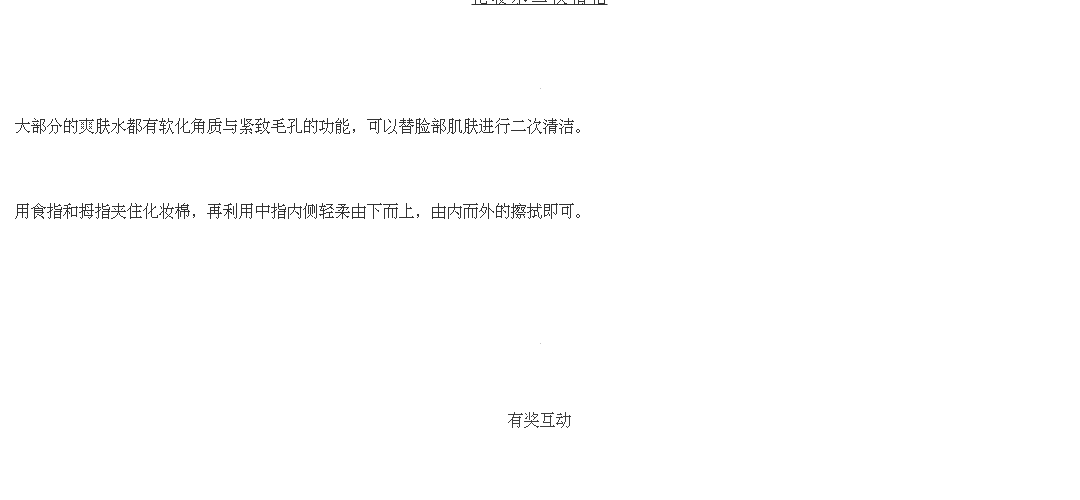 大部分的爽肤水都有软化角质与紧致毛孔的功能，可以替脸部肌肤进行二次清洁。
用食指和拇指夹住化妆棉，再利用中指内侧轻柔由下而上，由内而外的擦拭即可。
有奖互动